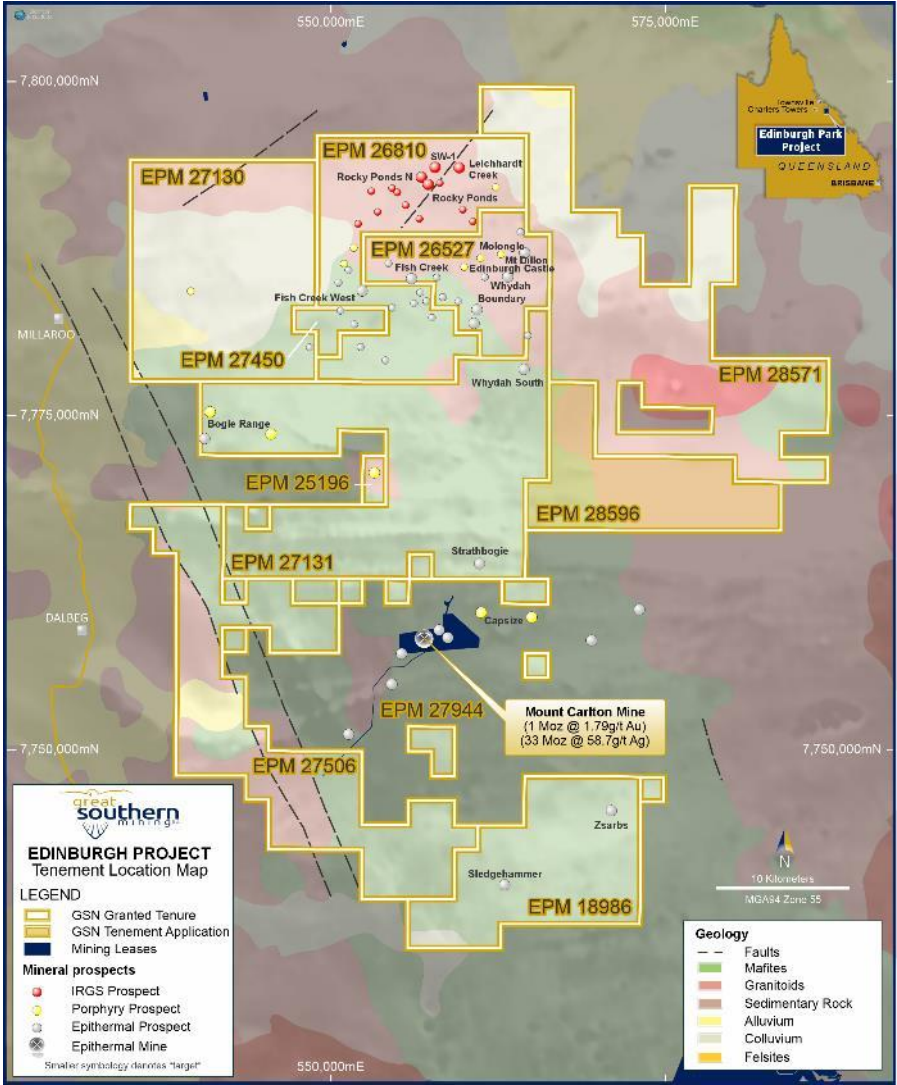 550,000mE
575,000mE
7,800,000mN
Townsville
Charters Towers
Edinburgh Park
Project
QUEENSLAND
BRISBANE
EPM 27130
EPM 26810
SW-1
Leichhardt
Creek
Rocky Ponds N
Rocky Ponds
EPM 26527
Molongle
Mt Dillon
Fish Creek
Edinburgh Castle
Whydah
Boundary
Fish Creek West
MILLAROO
EPM 27450
Whydah South
EPM 28571
7,775,000mN
Bogie Range
EPM 25196
EPM 28596
Strathbogie
EPM 27131
Capsize
DALBEG
Mount Carlton Mine
(1 Moz @ 1.79g/t Au)
(33 Moz @ 58.7g/t Ag)
EPM 27944
7,750,000mN
7,750,000mN
EPM 27506
Zsarbs
Sledgehammer
EPM 18986
great
southern
mining
EDINBURGH PROJECT
Tenement Location Map
LEGEND
GSN Granted Tenure
GSN Tenement Application
Mining Leases
Mineral prospects
IRGS Prospect
Porphyry Prospect
Epithermal Prospect
Epithermal Mine
Smaller symbology denotes "target"
N
10 Kilometers
MGA94 Zone 55
Geology
Faults
Mafites
Granitoids
Sedimentary Rock
Alluvium
Colluvium
Felsites
550,000mE